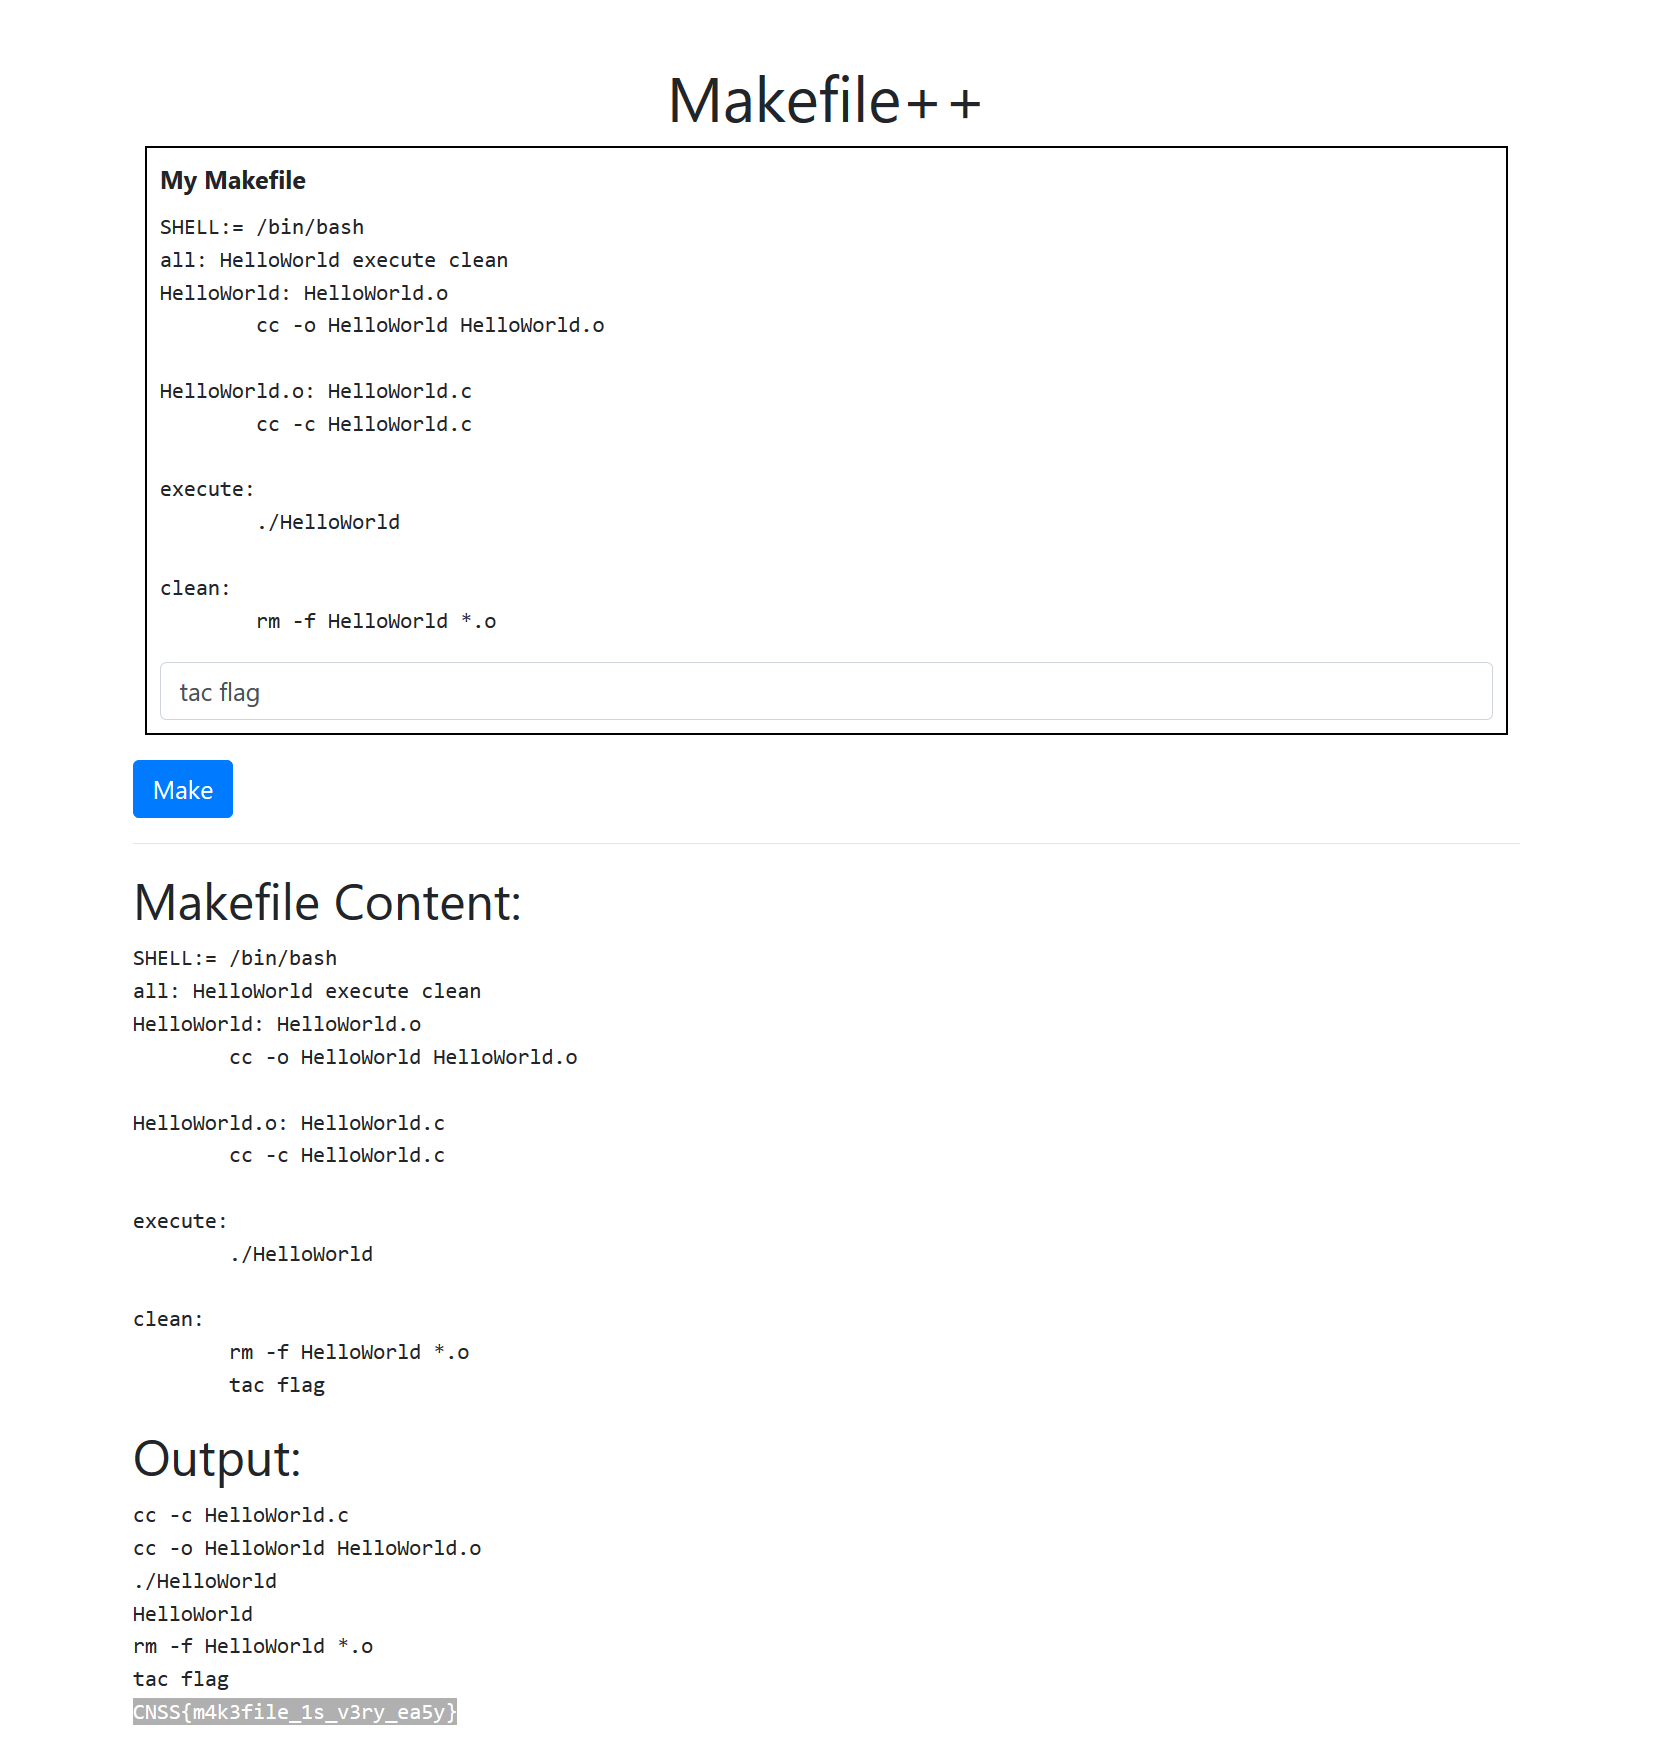 Makefile++
My Makefile
SHELL:= /bin/bash
all: HelloWorld execute clean
HelloWorld: HelloWorld.o
        cc -o HelloWorld HelloWorld.o
HelloWorld.o: HelloWorld.c
        cc -c HelloWorld.c
execute:
        ./HelloWorld
clean:
        rm -f HelloWorld *.o
tac flag
Make
Makefile Content:
SHELL:= /bin/bash
all: HelloWorld execute clean
HelloWorld: HelloWorld.o
        cc -o HelloWorld HelloWorld.o
HelloWorld.o: HelloWorld.c
        cc -c HelloWorld.c
execute:
        ./HelloWorld
clean:
        rm -f HelloWorld *.o
        tac flag
Output:
cc -c HelloWorld.c
cc -o HelloWorld HelloWorld.o
./HelloWorld
HelloWorld
rm -f HelloWorld *.o
tac flag
CNSS{m4k3file_1s_v3ry_ea5y}